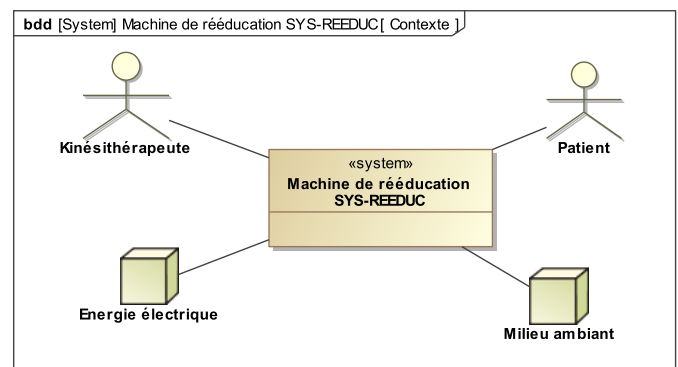 bdd [System] Machine de rééducation SYS-REEDUC[ Contexte ]
Kinésithérapeute
Patient
«system»
Machine de rééducation
SYS-REEDUC
Energie électrique
Milieu ambiant